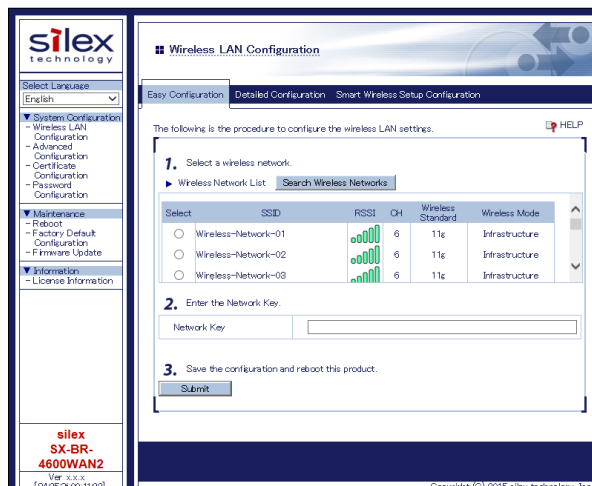 silex
technology
Select Language
English
▼ System Configuration
- Wireless LAN
Configuration
- Advanced
Configuration
- Certificate
Configuration
- Password
Configuration
▼ Maintenance
- Reboot
- Factory Default
Configuration
- Firmware Update
▼ Information
- License Information
silex
SX-BR-
4600WAN2
Ver x.x.x
Wireless LAN Configuration
Easy Configuration Detailed Configuration Smart Wireless Setup Configuration
The following is the procedure to configure the wireless LAN settings.
HELP
1. Select a wireless network.
Wireless Network List Search Wireless Networks
Select SSID RSSI CH Wireless Standard Wireless Mode
Wireless-Network-01 6 11g Infrastructure
Wireless-Network-02 6 11g Infrastructure
Wireless-Network-03 6 11g Infrastructure
2. Enter the Network Key.
Network Key
3. Save the configuration and reboot this product.
Submit
Copyright (C) 2015 silex technology, Inc